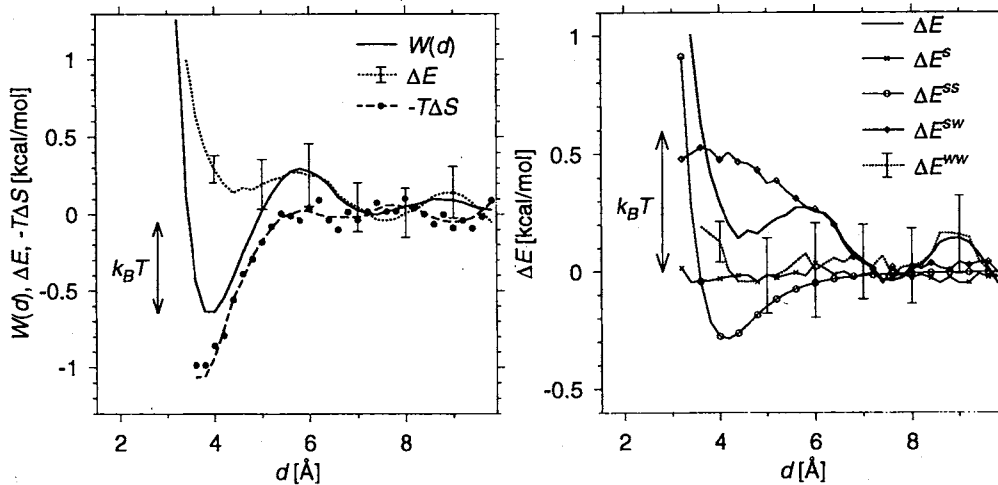 W(d), ΔE, -TΔS [kcal/mol]
1
0.5
0
-0.5
-1
k_BT
W(d)
ΔE
-TΔS
2
4
6
8
d [Å]
ΔE [kcal/mol]
1
0.5
0
-0.5
k_BT
ΔE
ΔE^s
ΔE^ss
ΔE^sw
ΔE^ww
2
4
6
8
d [Å]